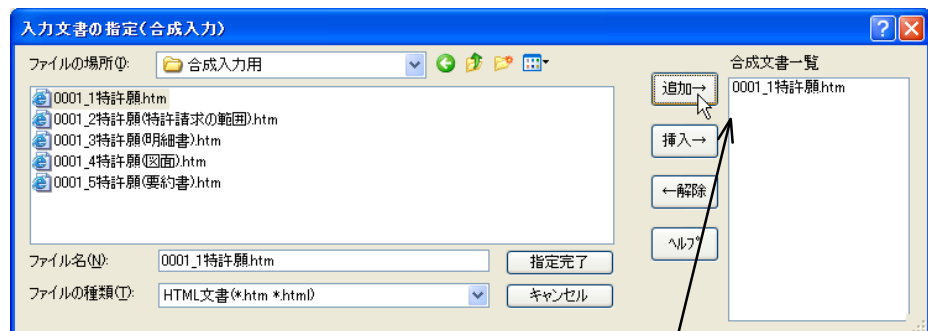 入力文書の指定(合成入力)
ファイルの場所(I):
合成入力用
合成文書一覧
0001_1特許願.htm
0001_2特許願(特許請求の範囲).htm
0001_3特許願(明細書).htm
0001_4特許願(図面).htm
0001_5特許願(要約書).htm
追加→
挿入→
←解除
ヘルプ
0001_1特許願.htm
ファイル名(N):
0001_1特許願.htm
指定完了
ファイルの種類(T):
HTML文書(*.htm *.html)
キャンセル